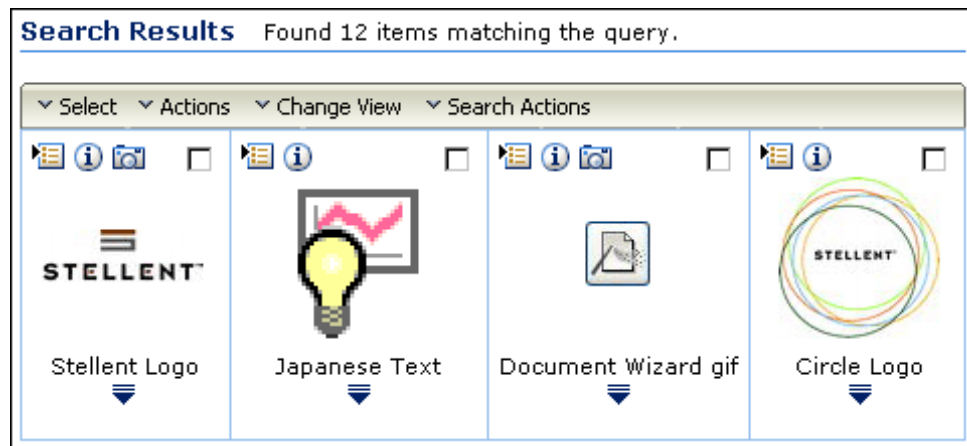 Search Results Found 12 items matching the query.
Select Actions Change View Search Actions
STELLENT
STELLENT
Stellent Logo Japanese Text Document Wizard gif Circle Logo